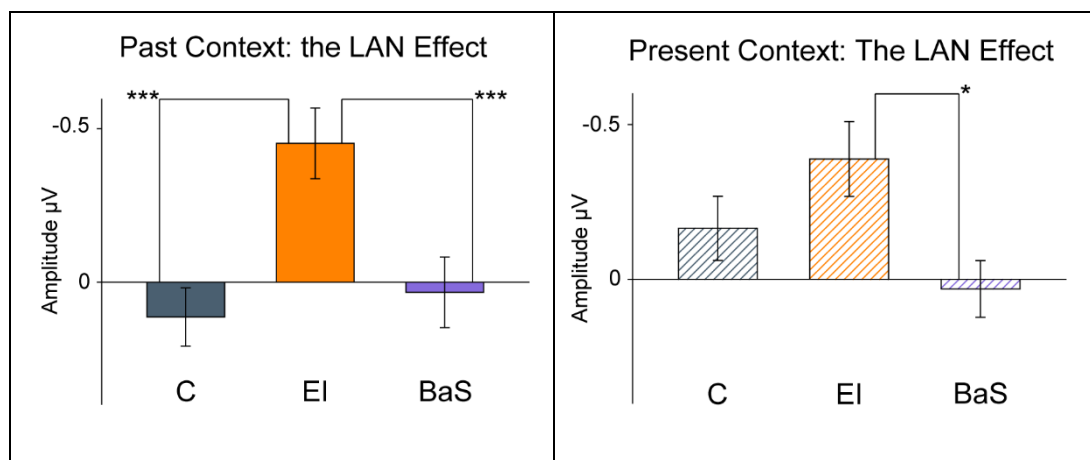 Past Context: the LAN Effect
*** ***
-0.5
Amplitude µV
0
C EI BaS
Present Context: The LAN Effect
*
-0.5
Amplitude µV
0
C EI BaS